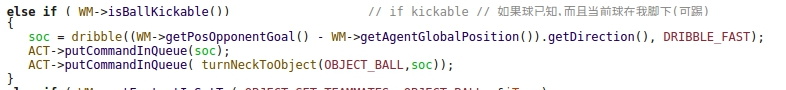 else if ( WM->isBallKickable()) // if kickable // 如果球已知,而且当前球在我脚下(可踢)
{
soc = dribble((WM->getPosOpponentGoal() - WM->getAgentGlobalPosition()).getDirection(), DRIBBLE_FAST);
ACT->putCommandInQueue(soc);
ACT->putCommandInQueue( turnNeckToObject(OBJECT_BALL,soc));
}